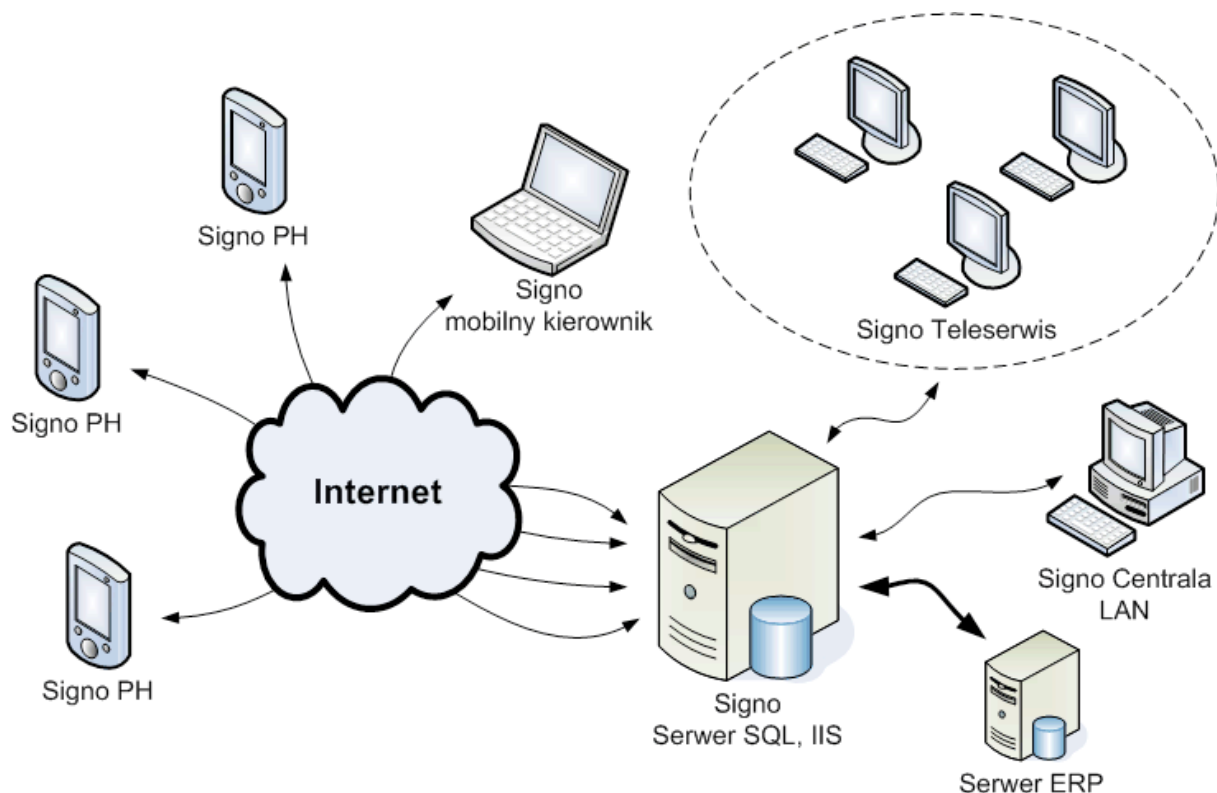 Signo PH
Signo
mobilny kierownik
Signo Teleserwis
Signo PH
Internet
Signo Centrala
LAN
Signo PH
Signo
Serwer SQL, IIS
Serwer ERP